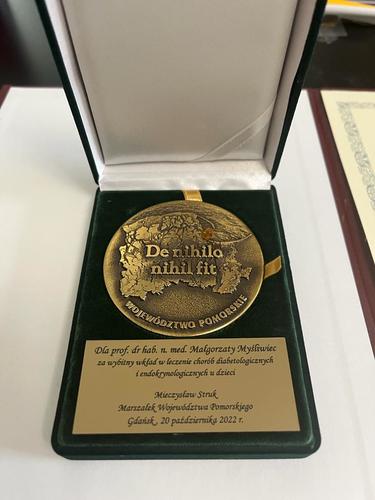 De nihilo
nihil fit
WOJEWÓDZTWO POMORSKIE
Dla prof. dr hab. n. med. Małgorzaty Myśliwiec
za wybitny wkład w leczenie chorób diabetologicznych
i endokrynologicznych u dzieci
Mieczysław Struk
Marszałek Województwa Pomorskiego
Gdańsk, 20 października 2022 r.